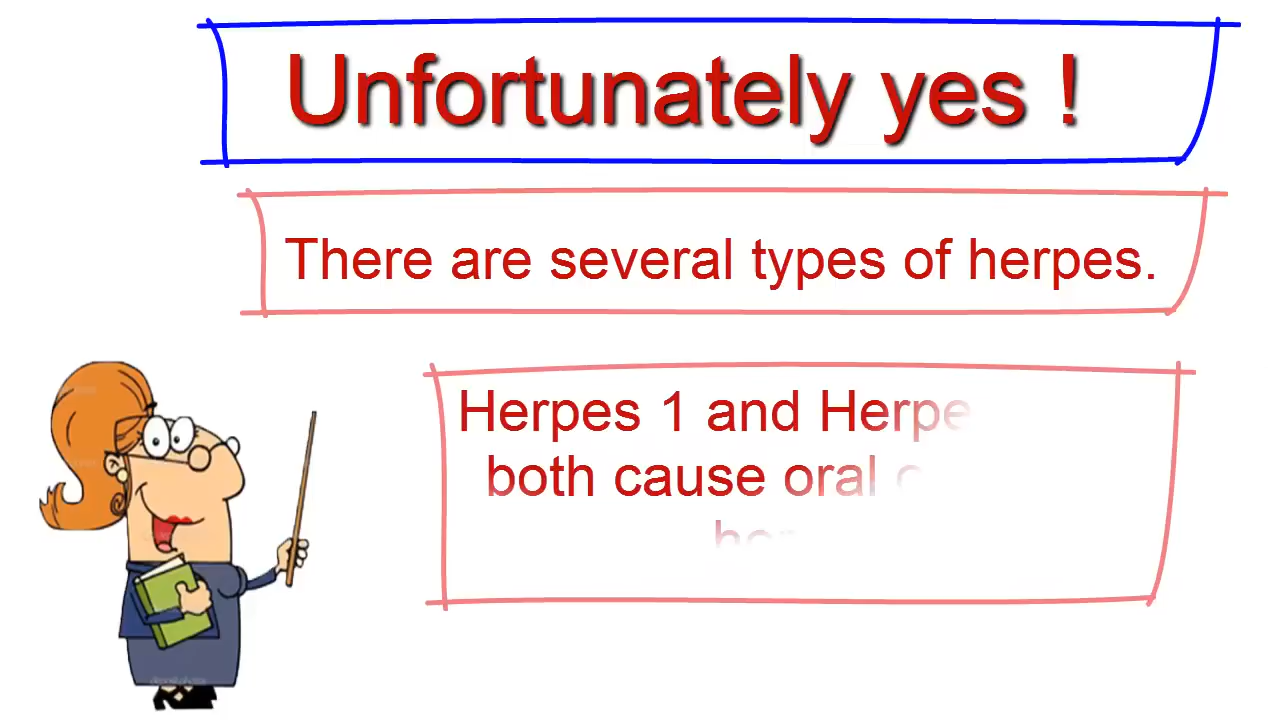 Unfortunately yes !
There are several types of herpes.
Herpes 1 and Herpe
both cause oral